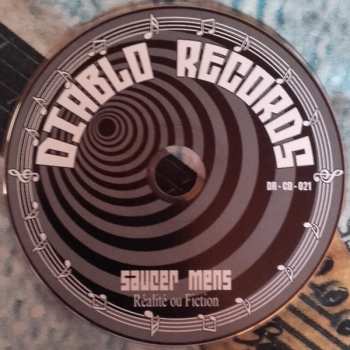 DIABLO RECORDS
DR - CD - 021
SAUCER MENS
Réalité ou Fiction